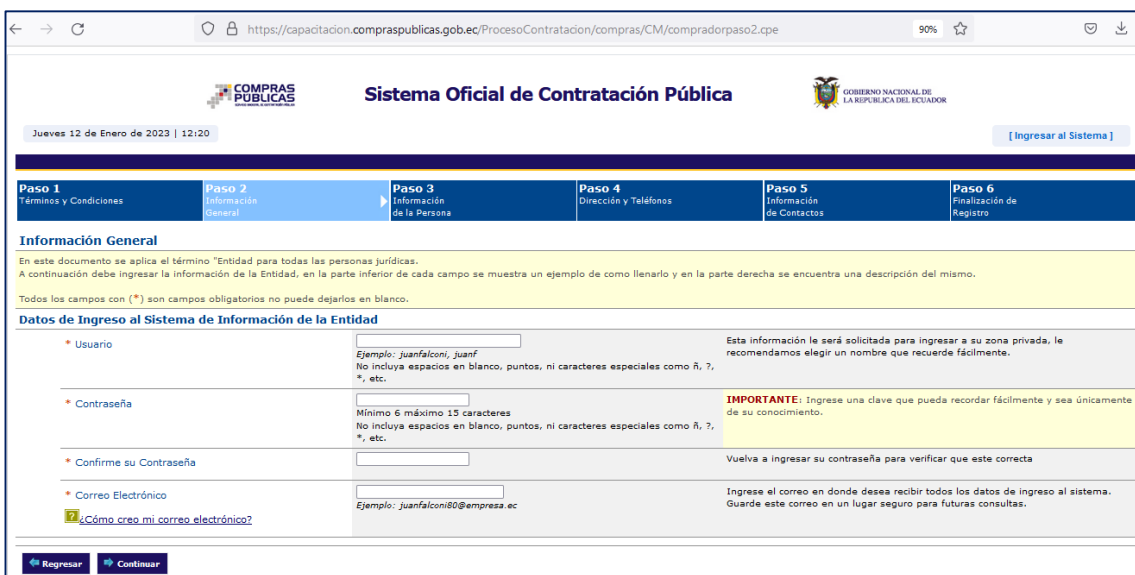 https://capacitacion.compraspublicas.gob.ec/ProcesoContratacion/compras/CM/compradorpaso2.cpe
90%
COMPRAS
PÚBLICAS
Sistema Oficial de Contratación Pública
GOBIERNO NACIONAL DE
LA REPUBLICA DEL ECUADOR
Jueves 12 de Enero de 2023 | 12:20
[ Ingresar al Sistema ]
Paso 1
Términos y Condiciones
Paso 2
Información
General
Paso 3
Información
de la Persona
Paso 4
Dirección y Teléfonos
Paso 5
Información
de Contactos
Paso 6
Finalización de
Registro
Información General
En este documento se aplica el término "Entidad para todas las personas jurídicas.
A continuación debe ingresar la información de la Entidad, en la parte inferior de cada campo se muestra un ejemplo de como llenarlo y en la parte derecha se encuentra una descripción del mismo.
Todos los campos con (*) son campos obligatorios no puede dejarlos en blanco.
Datos de Ingreso al Sistema de Información de la Entidad
* Usuario
Ejemplo: juanfalconi, juanf
No incluya espacios en blanco, puntos, ni caracteres especiales como ñ, ?,
*, etc.
Esta información le será solicitada para ingresar a su zona privada, le
recomendamos elegir un nombre que recuerde fácilmente.
* Contraseña
Mínimo 6 máximo 15 caracteres
No incluya espacios en blanco, puntos, ni caracteres especiales como ñ, ?,
*, etc.
IMPORTANTE: Ingrese una clave que pueda recordar fácilmente y sea únicamente
de su conocimiento.
* Confirme su Contraseña
Vuelva a ingresar su contraseña para verificar que este correcta
* Correo Electrónico
? ¿Cómo creo mi correo electrónico?
Ejemplo: juanfalconi80@empresa.ec
Ingrese el correo en donde desea recibir todos los datos de ingreso al sistema.
Guarde este correo en un lugar seguro para futuras consultas.
Regresar
Continuar